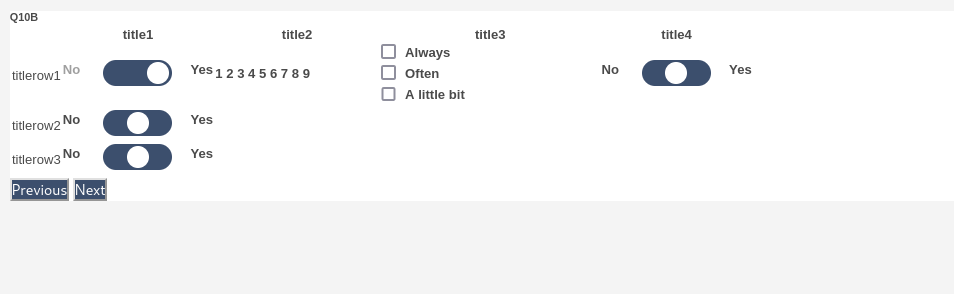 Q10B
title1 title2 title3 title4
titlerow1 No Yes 1 2 3 4 5 6 7 8 9 Always No Yes
Often
A little bit
titlerow2 No Yes
titlerow3 No Yes
Previous Next